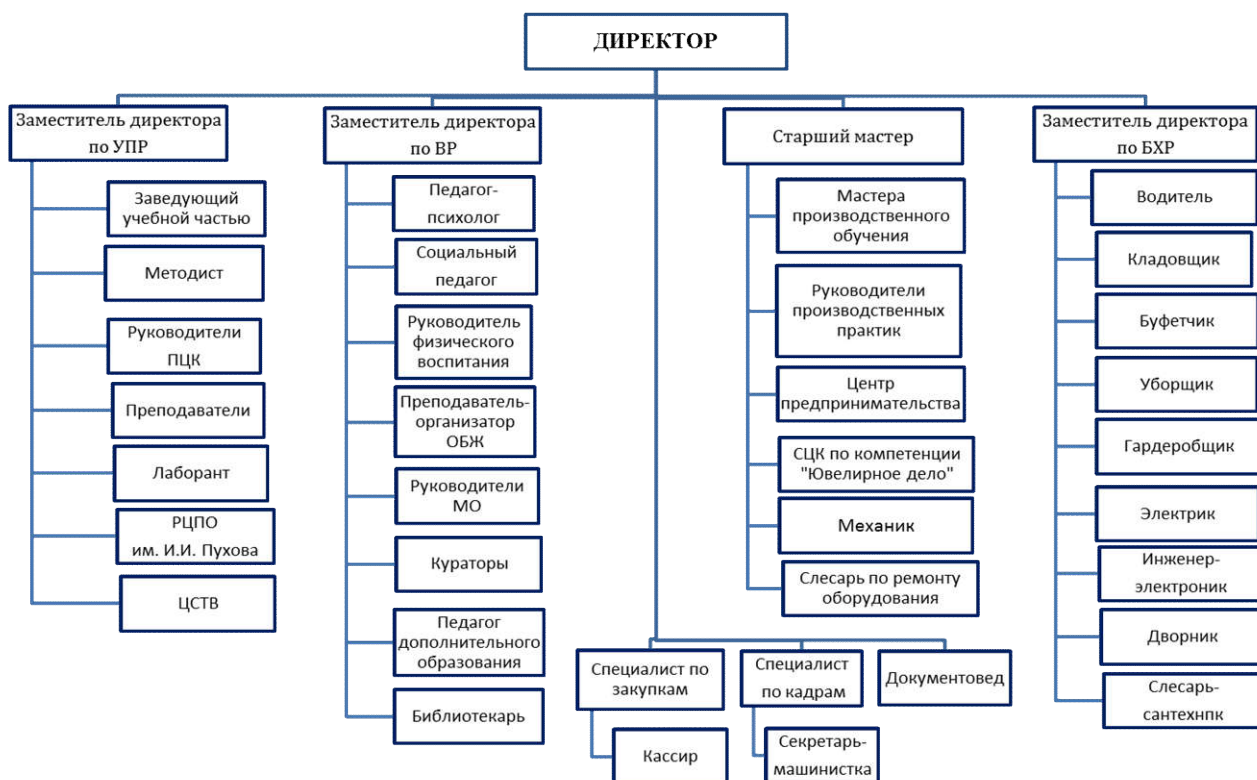 ДИРЕКТОР
Заместитель директора
по УПР
Заведующий
учебной частью
Методист
Руководители
ПЦК
Преподаватели
Лаборант
РЦПО
им. И.И. Пухова
ЦСТВ
Заместитель директора
по ВР
Педагог-
психолог
Социальный
педагог
Руководитель
физического
воспитания
Преподаватель-
организатор
ОБЖ
Руководители
МО
Кураторы
Педагог
дополнительного
образования
Библиотекарь
Старший мастер
Мастера
производственного
обучения
Руководители
производственных
практик
Центр
предпринимательства
СЦК по компетенции
"Ювелирное дело"
Механик
Слесарь по ремонту
оборудования
Специалист по
закупкам
Кассир
Специалист
по кадрам
Секретарь-
машинистка
Документовед
Заместитель директора
по БХР
Водитель
Кладовщик
Буфетчик
Уборщик
Гардеробщик
Электрик
Инженер-
электроник
Дворник
Слесарь-
сантехнпк